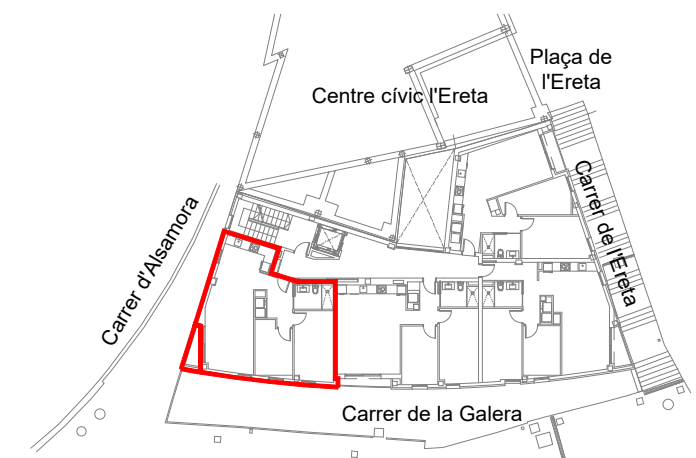 Plaça de
l'Ereta
Centre cívic l'Ereta
Carrer d'Alsamora
Carrer de l'Ereta
Carrer de la Galera